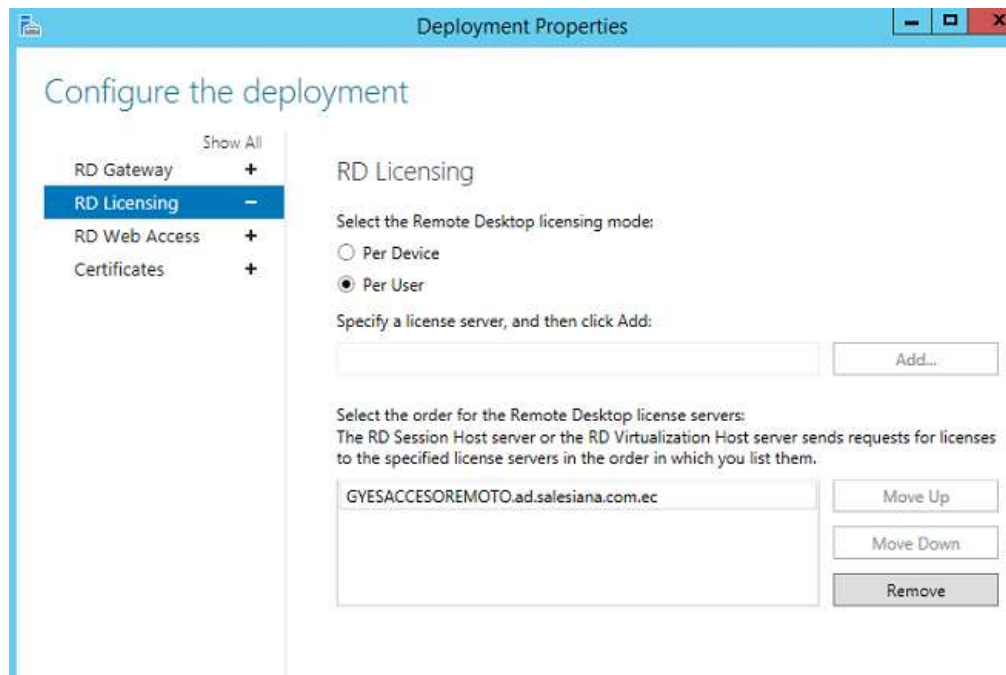 Deployment Properties
Configure the deployment
Show All
RD Gateway +
RD Licensing −
RD Web Access +
Certificates +
RD Licensing
Select the Remote Desktop licensing mode:
Per Device
Per User
Specify a license server, and then click Add:
Add...
Select the order for the Remote Desktop license servers:
The RD Session Host server or the RD Virtualization Host server sends requests for licenses
to the specified license servers in the order in which you list them.
GYESACCESOREMOTO.ad.salesiana.com.ec
Move Up
Move Down
Remove